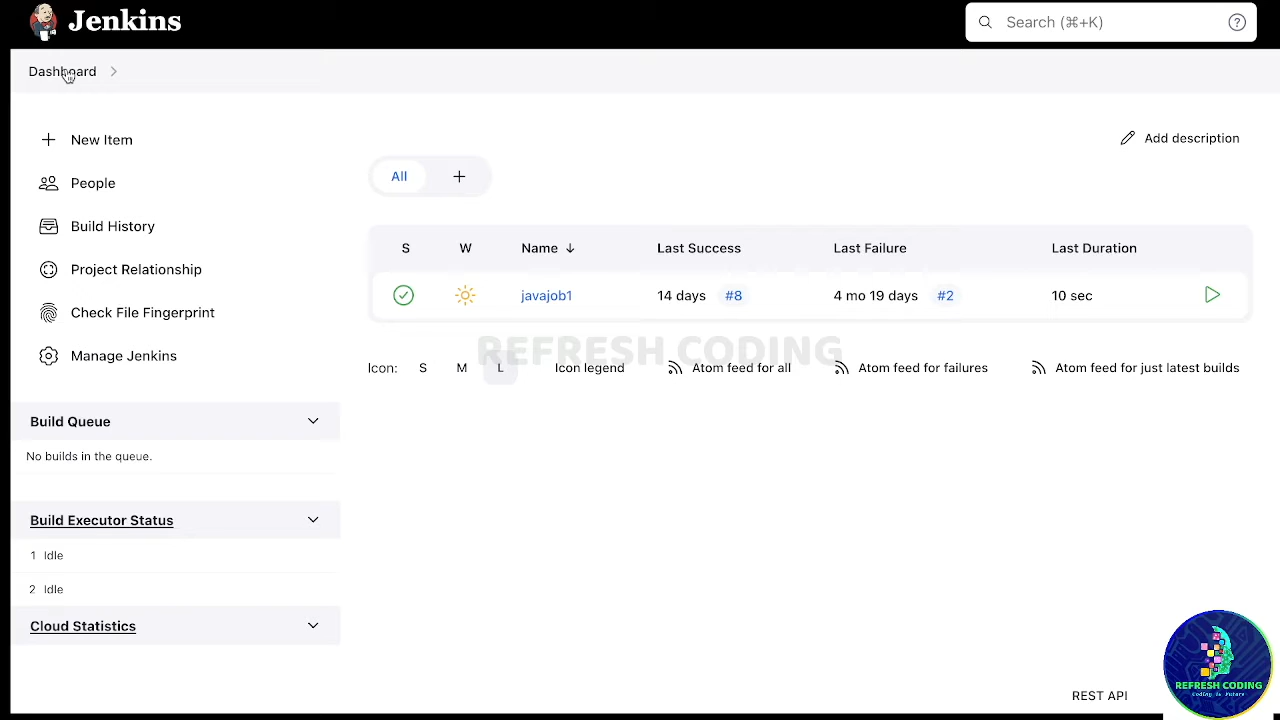 Jenkins
Search (⌘+K)
Dashboard
New Item
People
Build History
Project Relationship
Check File Fingerprint
Manage Jenkins
Build Queue
No builds in the queue.
Build Executor Status
1 Idle
2 Idle
Cloud Statistics
Add description
All
S W Name ↓ Last Success Last Failure Last Duration
javajob1 14 days #8 4 mo 19 days #2 10 sec
REFRESH CODING
Icon: S M L Icon legend Atom feed for all Atom feed for failures Atom feed for just latest builds
REST API
REFRESH CODING
Coding Is Future